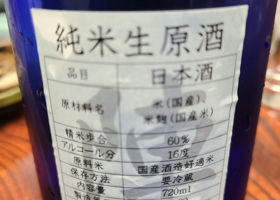 純米生原酒
品目 日本酒
原材料名 米(国産)、
米麹(国産米)
精米歩合 60%
アルコール分 16度
原料米 国産酒造好適米
保存方法 要冷蔵
内容量 720ml